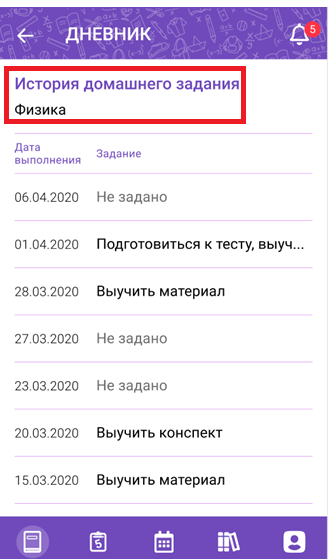 ДНЕВНИК
5
История домашнего задания
Физика
Дата
выполнения
Задание
06.04.2020 Не задано
01.04.2020 Подготовиться к тесту, выуч...
28.03.2020 Выучить материал
27.03.2020 Не задано
23.03.2020 Не задано
20.03.2020 Выучить конспект
15.03.2020 Выучить материал
5